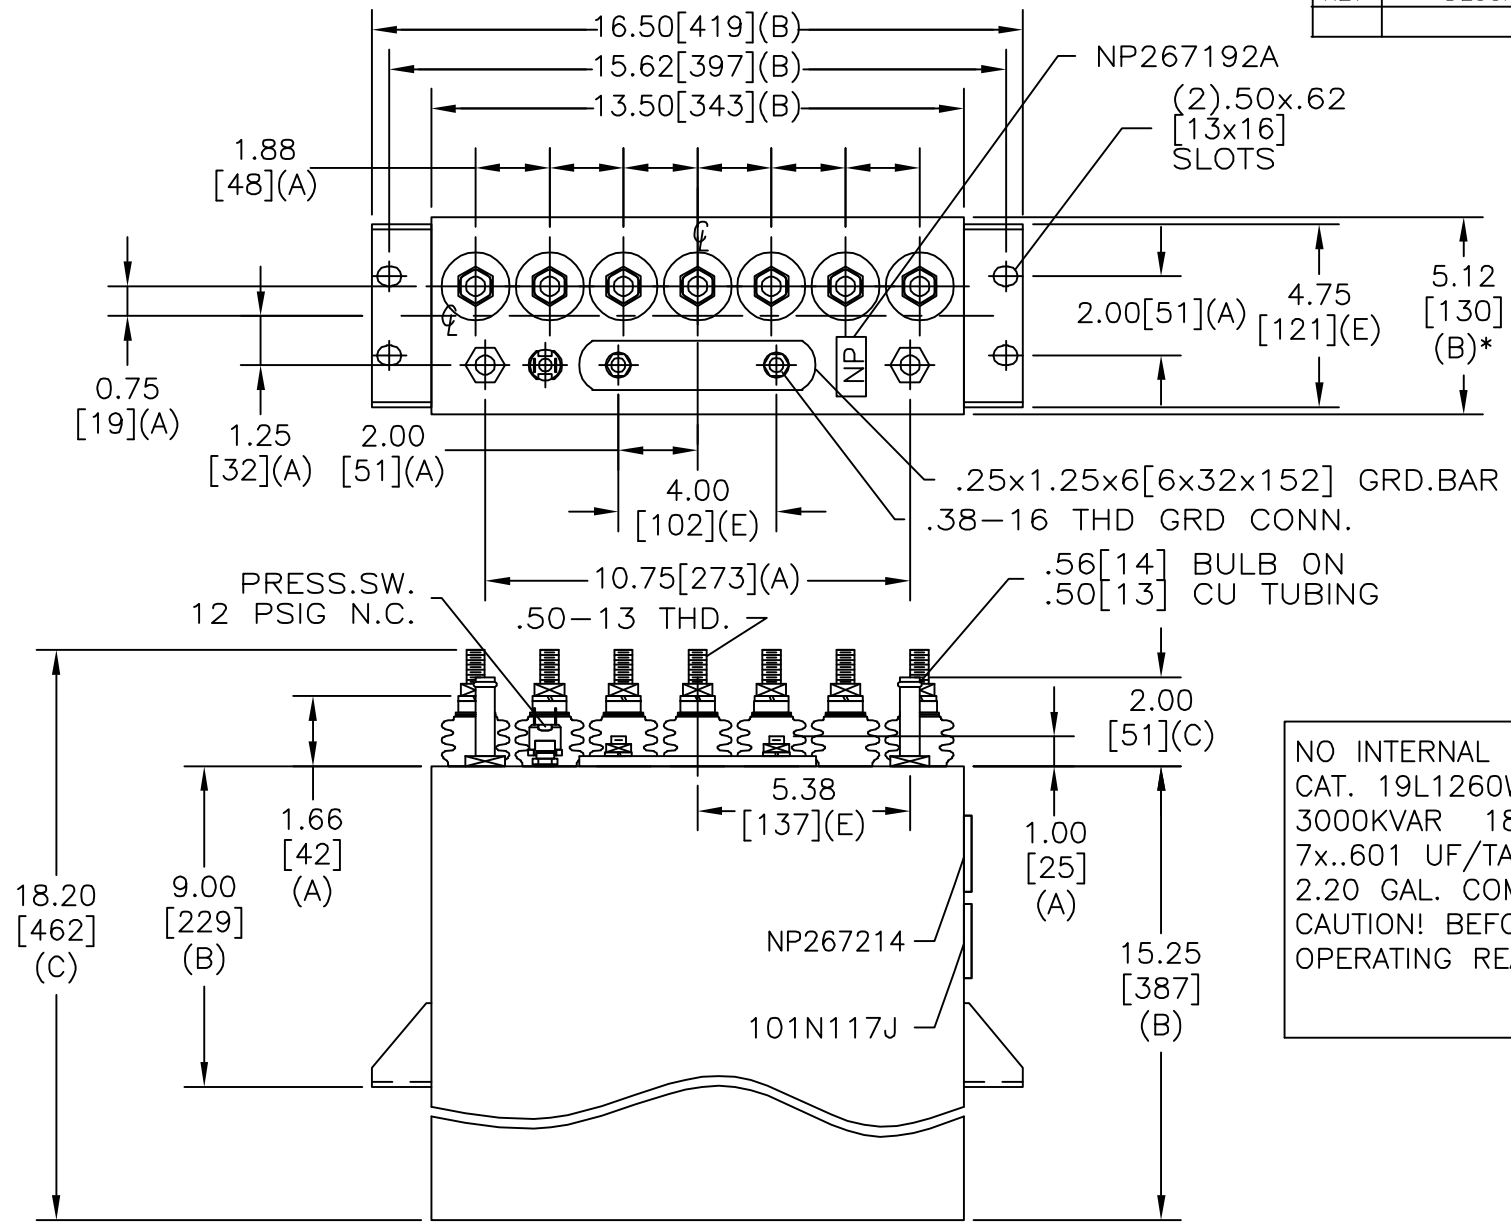 16.50[419](B)
15.62[397](B)
13.50[343](B)
NP267192A
(2).50x.62
[13x16]
SLOTS
1.88
[48](A)
5.12
[130]
(B)*
4.75
[121](E)
2.00[51](A)
NP
0.75
[19](A)
1.25
[32](A)
2.00
[51](A)
4.00
[102](E)
.25x1.25x6[6x32x152] GRD.BAR
.38-16 THD GRD CONN.
10.75[273](A)
.56[14] BULB ON
.50[13] CU TUBING
PRESS.SW.
12 PSIG N.C.
.50-13 THD.
2.00
[51](C)
5.38
[137](E)
1.66
[42]
(A)
1.00
[25]
(A)
18.20
[462]
(C)
9.00
[229]
(B)
NP267214
101N117J
15.25
[387]
(B)
NO INTERNAL
CAT. 19L1260
3000KVAR 18
7x..601 UF/TA
2.20 GAL. COM
CAUTION! BEFO
OPERATING REA